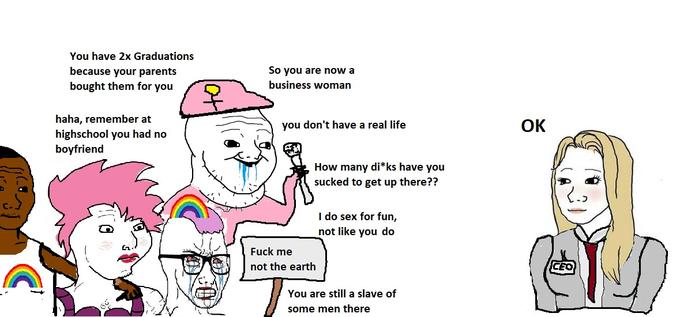 You have 2x Graduations
because your parents
bought them for you
So you are now a
business woman
haha, remember at
highschool you had no
boyfriend
you don't have a real life
How many di*ks have you
sucked to get up there??
I do sex for fun,
not like you do
Fuck me
not the earth
You are still a slave of
some men there
OK
CEO